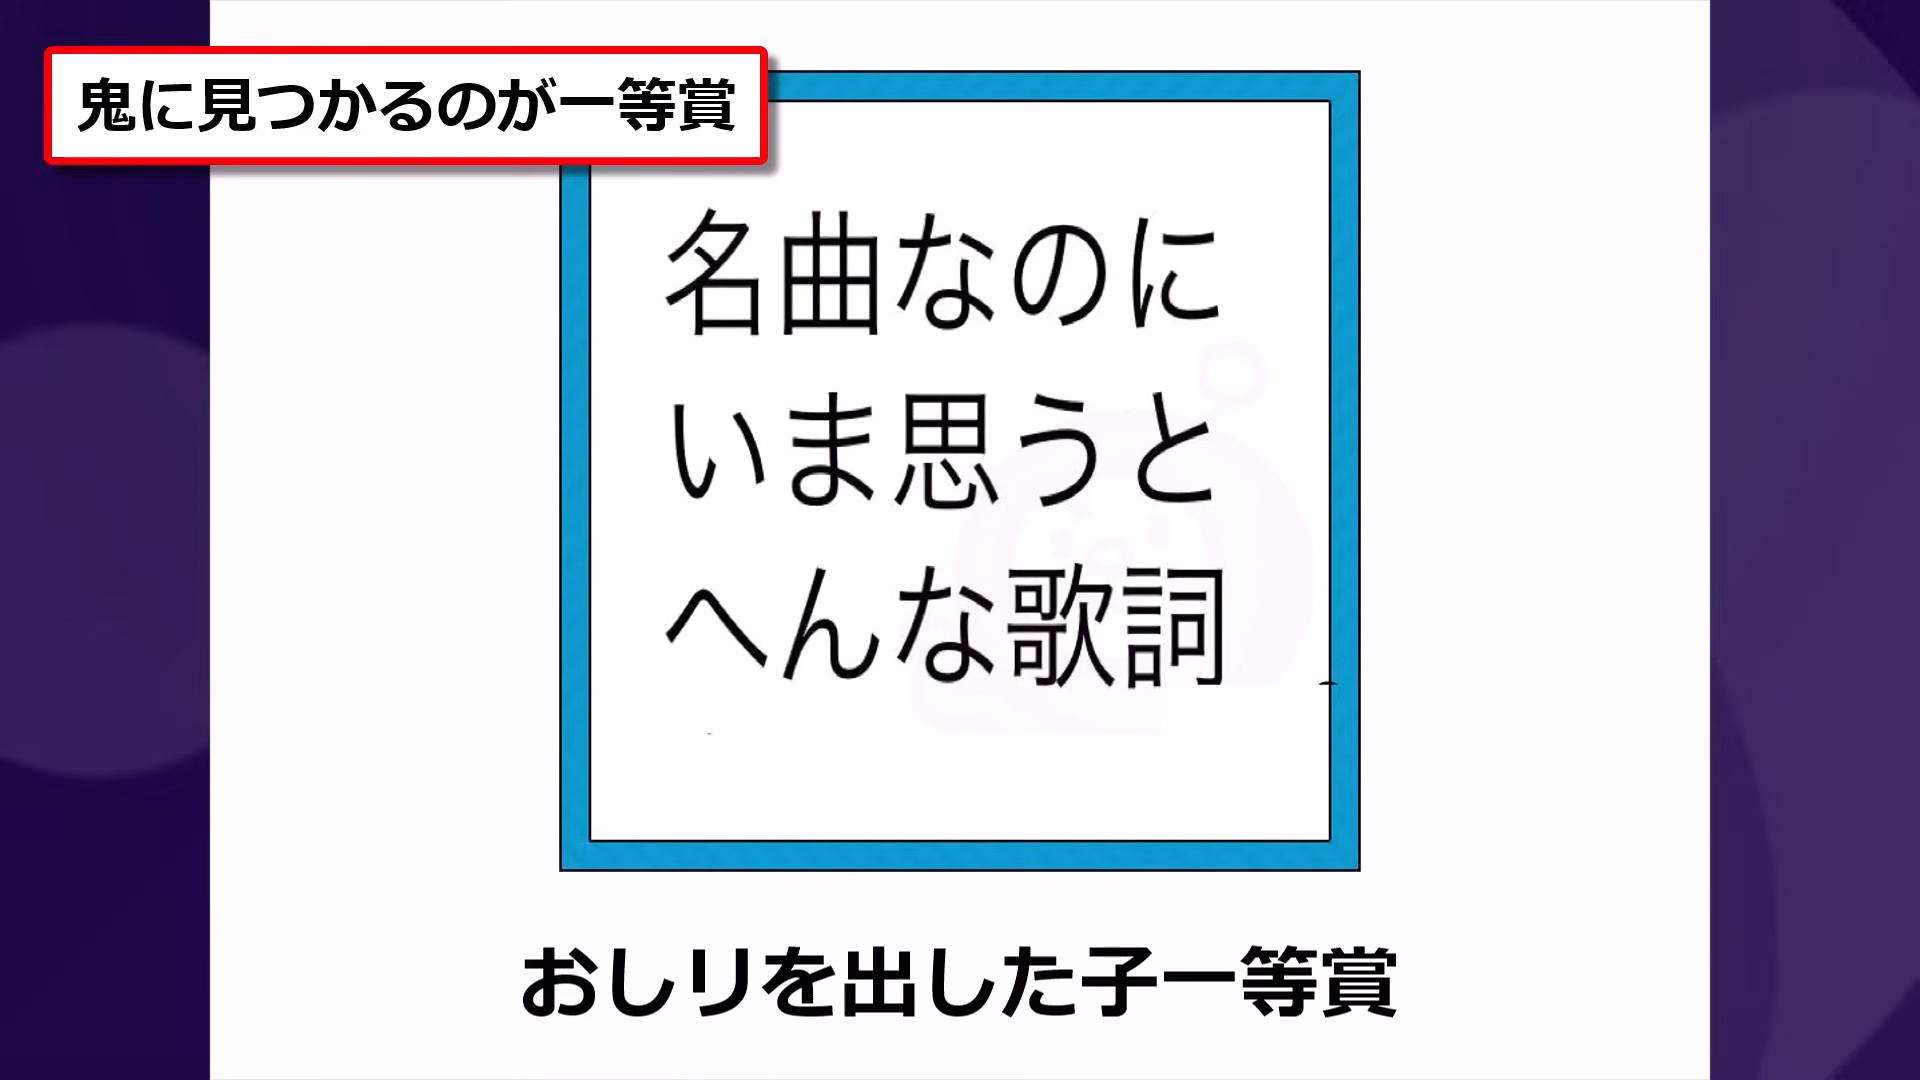 鬼に見つかるのが一等賞
名曲なのに
いま思うと
へんな歌詞
おしリを出した子一等賞